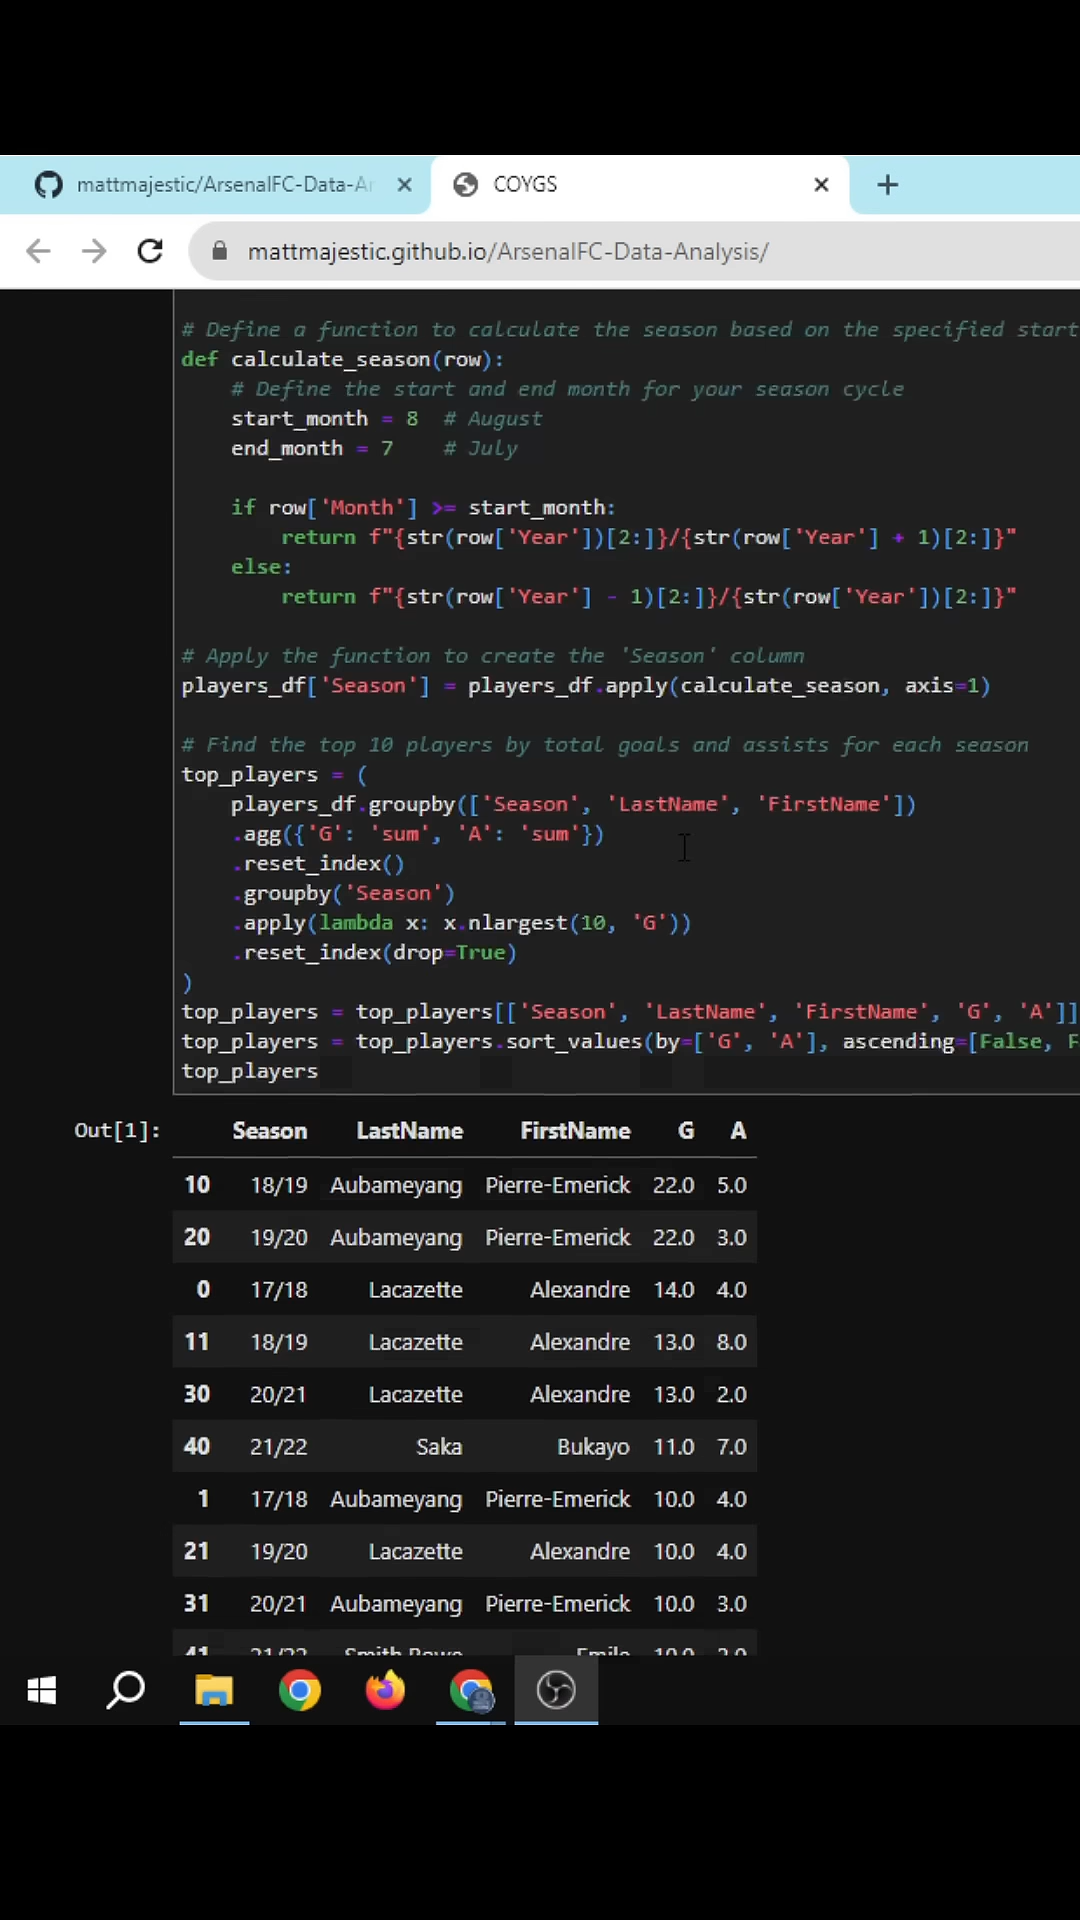 mattmajestic/ArsenalFC-Data-A
COYGS
mattmajestic.github.io/ArsenalFC-Data-Analysis/
# Define a function to calculate the season based on the specified start
def calculate_season(row):
    # Define the start and end month for your season cycle
    start_month = 8  # August
    end_month = 7    # July
    if row['Month'] >= start_month:
        return f"{str(row['Year'])[2:]}/{str(row['Year'] + 1)[2:]}"
    else:
        return f"{str(row['Year'] - 1)[2:]}/{str(row['Year'])[2:]}"
# Apply the function to create the 'Season' column
players_df['Season'] = players_df.apply(calculate_season, axis=1)
# Find the top 10 players by total goals and assists for each season
top_players = (
    players_df.groupby(['Season', 'LastName', 'FirstName'])
    .agg({'G': 'sum', 'A': 'sum'})
    .reset_index()
    .groupby('Season')
    .apply(lambda x: x.nlargest(10, 'G'))
    .reset_index(drop=True)
)
top_players = top_players[['Season', 'LastName', 'FirstName', 'G', 'A']]
top_players = top_players.sort_values(by=['G', 'A'], ascending=[False, F
top_players
Out[1]:
Season LastName FirstName G A
10 18/19 Aubameyang Pierre-Emerick 22.0 5.0
20 19/20 Aubameyang Pierre-Emerick 22.0 3.0
0 17/18 Lacazette Alexandre 14.0 4.0
11 18/19 Lacazette Alexandre 13.0 8.0
30 20/21 Lacazette Alexandre 13.0 2.0
40 21/22 Saka Bukayo 11.0 7.0
1 17/18 Aubameyang Pierre-Emerick 10.0 4.0
21 19/20 Lacazette Alexandre 10.0 4.0
31 20/21 Aubameyang Pierre-Emerick 10.0 3.0
41 21/22 Smith Rowe Emile 10.0 2.0